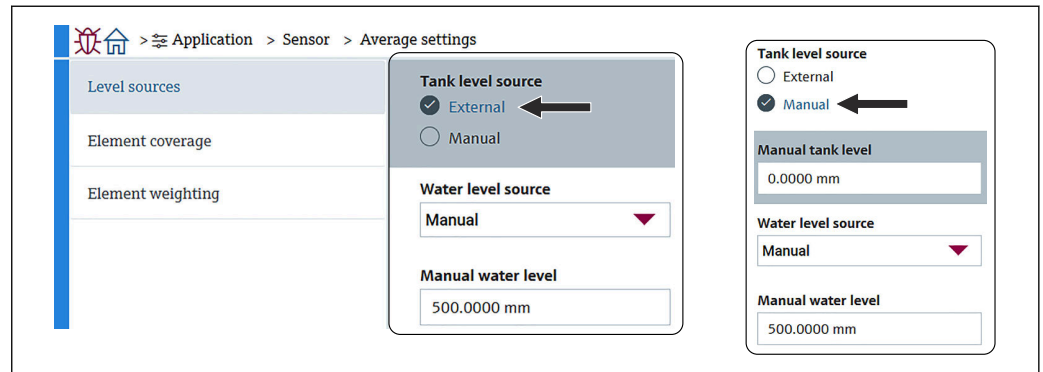 > Application > Sensor > Average settings
Level sources
Element coverage
Element weighting
Tank level source
External
Manual
Water level source
Manual
Manual water level
500.0000 mm
Tank level source
External
Manual
Manual tank level
0.0000 mm
Water level source
Manual
Manual water level
500.0000 mm